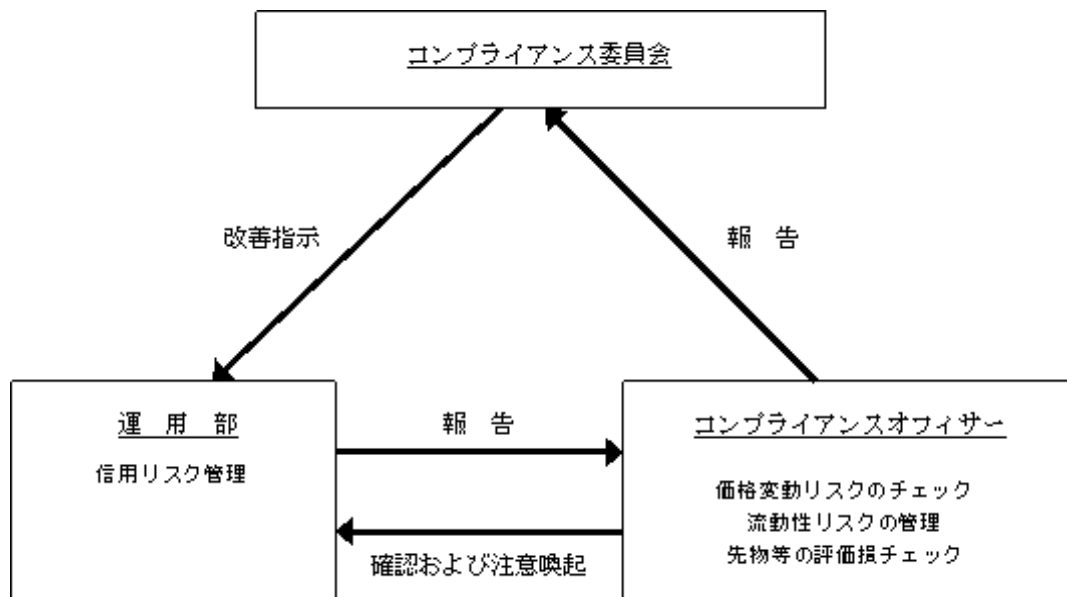 コンプライアンス委員会
改善指示
報　告
運　用　部
信用リスク管理
報　告
確認および注意喚起
コンプライアンスオフィサー
価格変動リスクのチェック
流動性リスクの管理
先物等の評価損チェック